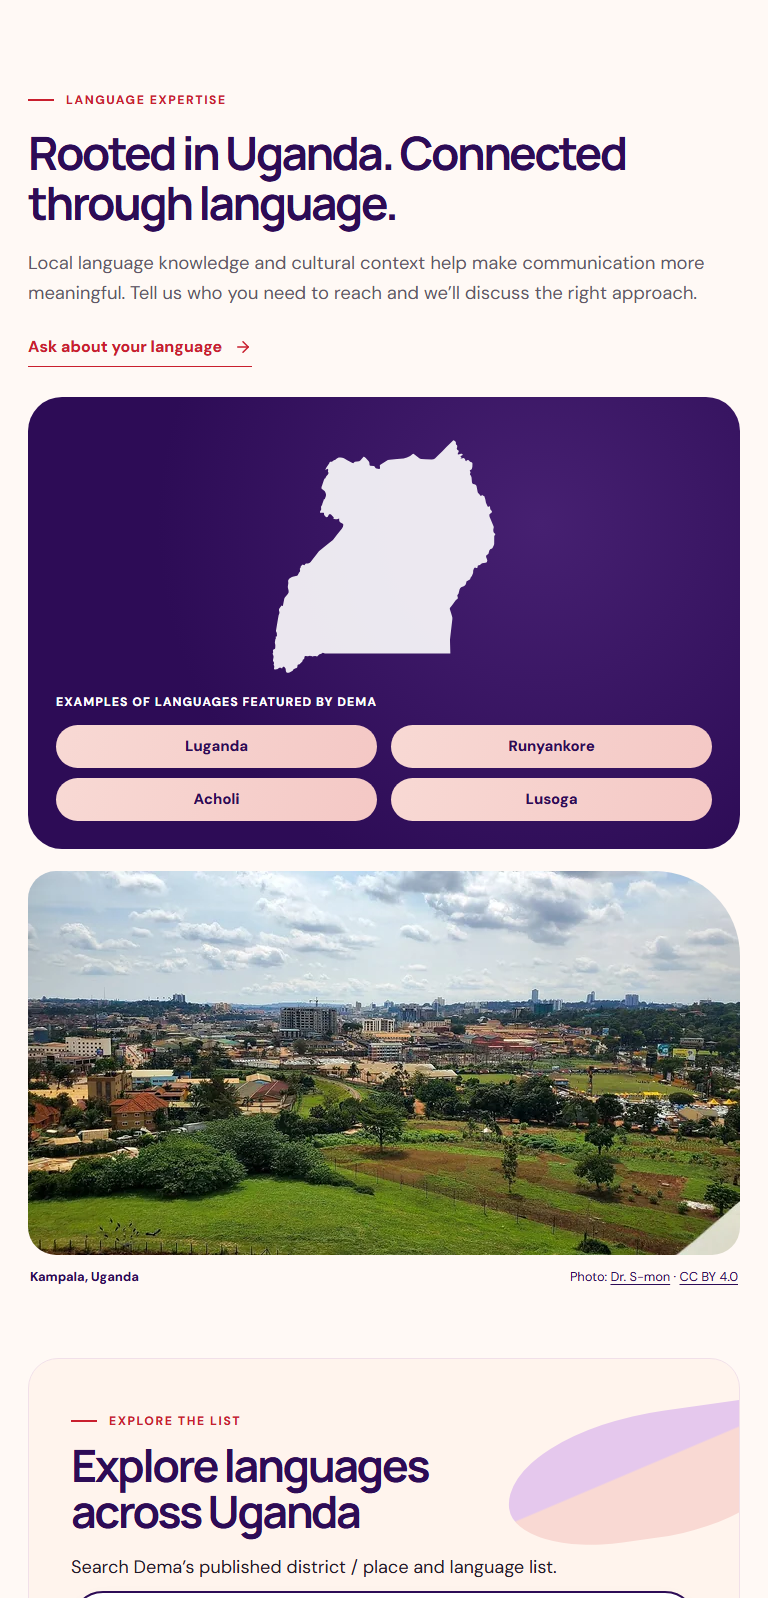 LANGUAGE EXPERTISE
Rooted in Uganda. Connected
through language.
Local language knowledge and cultural context help make communication more
meaningful. Tell us who you need to reach and we’ll discuss the right approach.
Ask about your language →
EXAMPLES OF LANGUAGES FEATURED BY DEMA
Luganda
Runyankore
Acholi
Lusoga
Kampala, Uganda
Photo: Dr. S-mon · CC BY 4.0
EXPLORE THE LIST
Explore languages
across Uganda
Search Dema’s published district / place and language list.